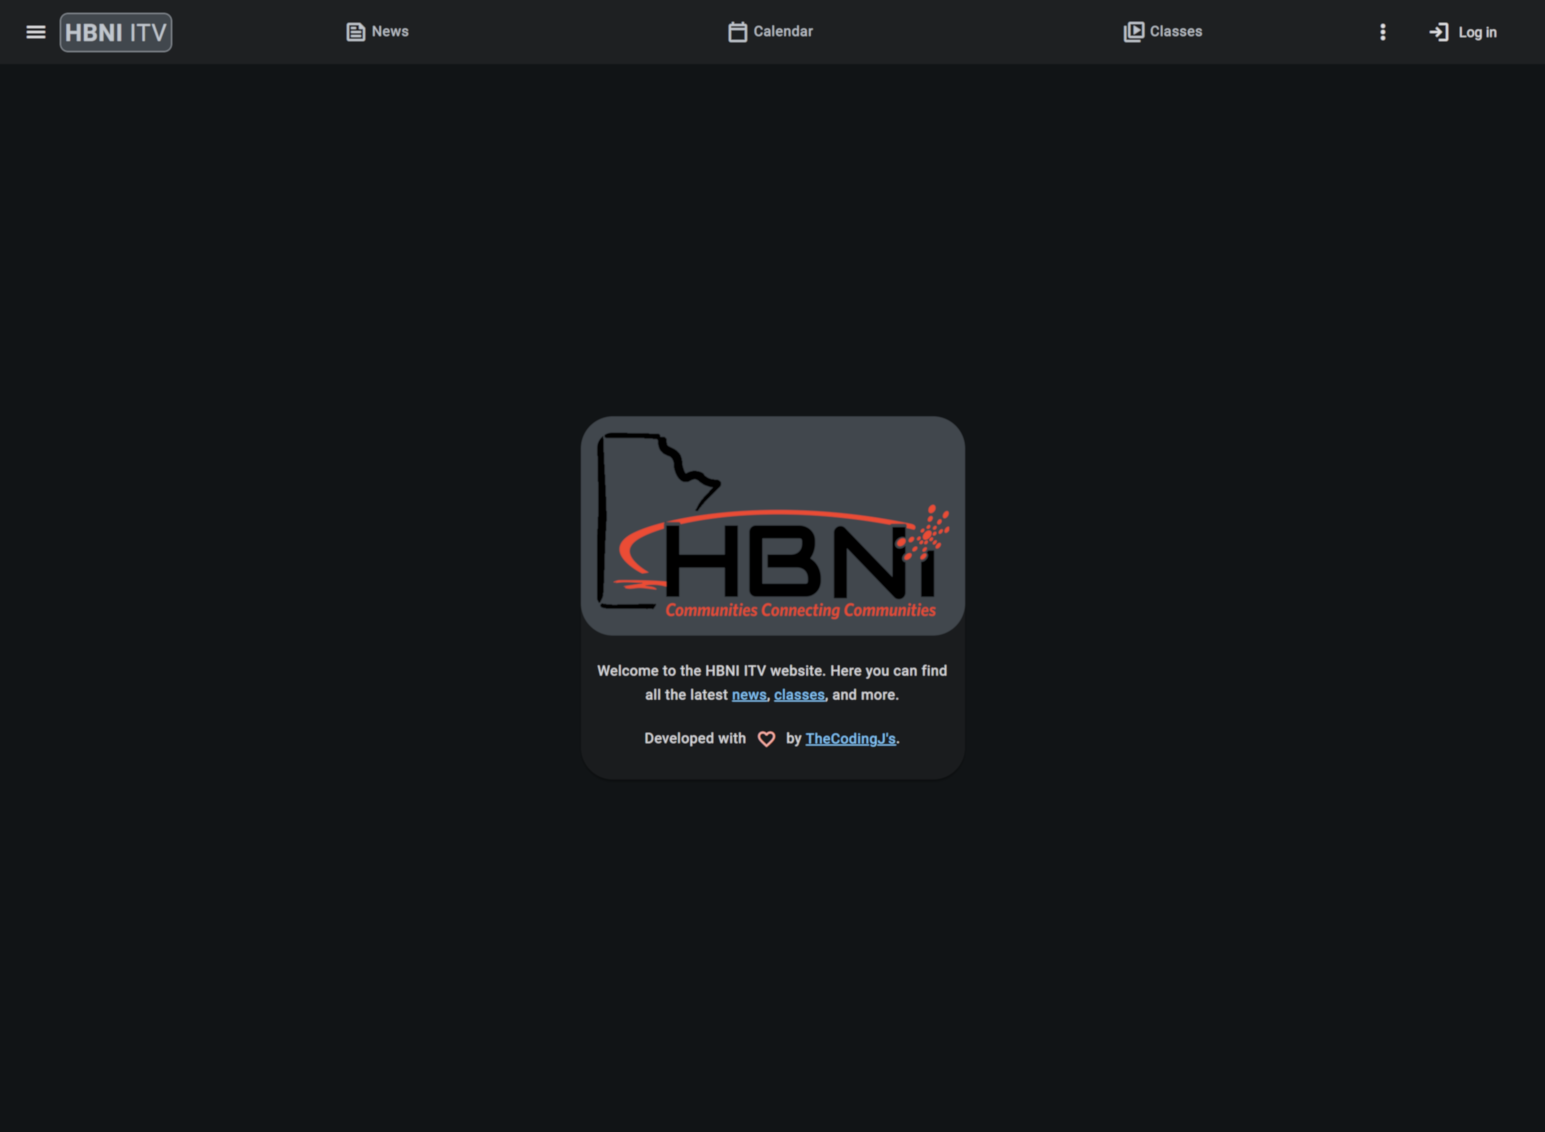 HBNI ITV
News
Calendar
Classes
Log in
HBNi
Communities Connecting Communities
Welcome to the HBNI ITV website. Here you can find
all the latest news, classes, and more.
Developed with by TheCodingJ's.